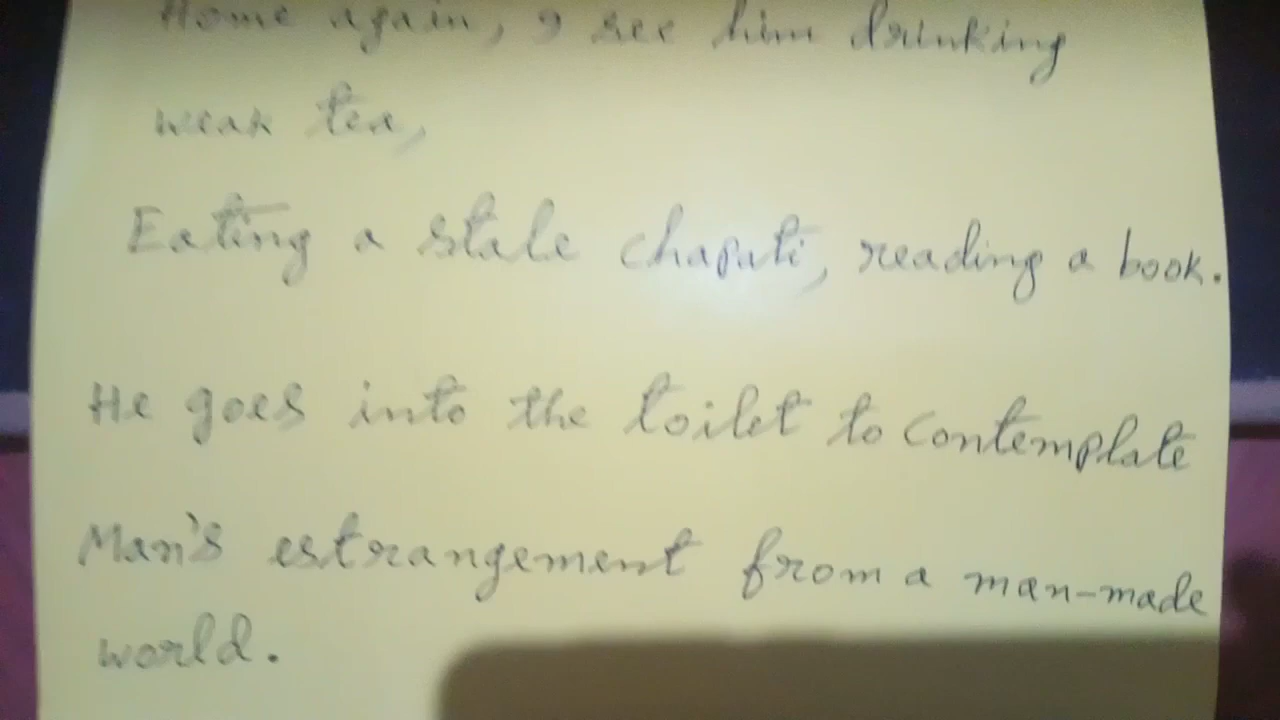 Home again, I see him drinking
weak tea,
Eating a stale chapati, reading a book.
He goes into the toilet to contemplate
Man's estrangement from a man-made
world.